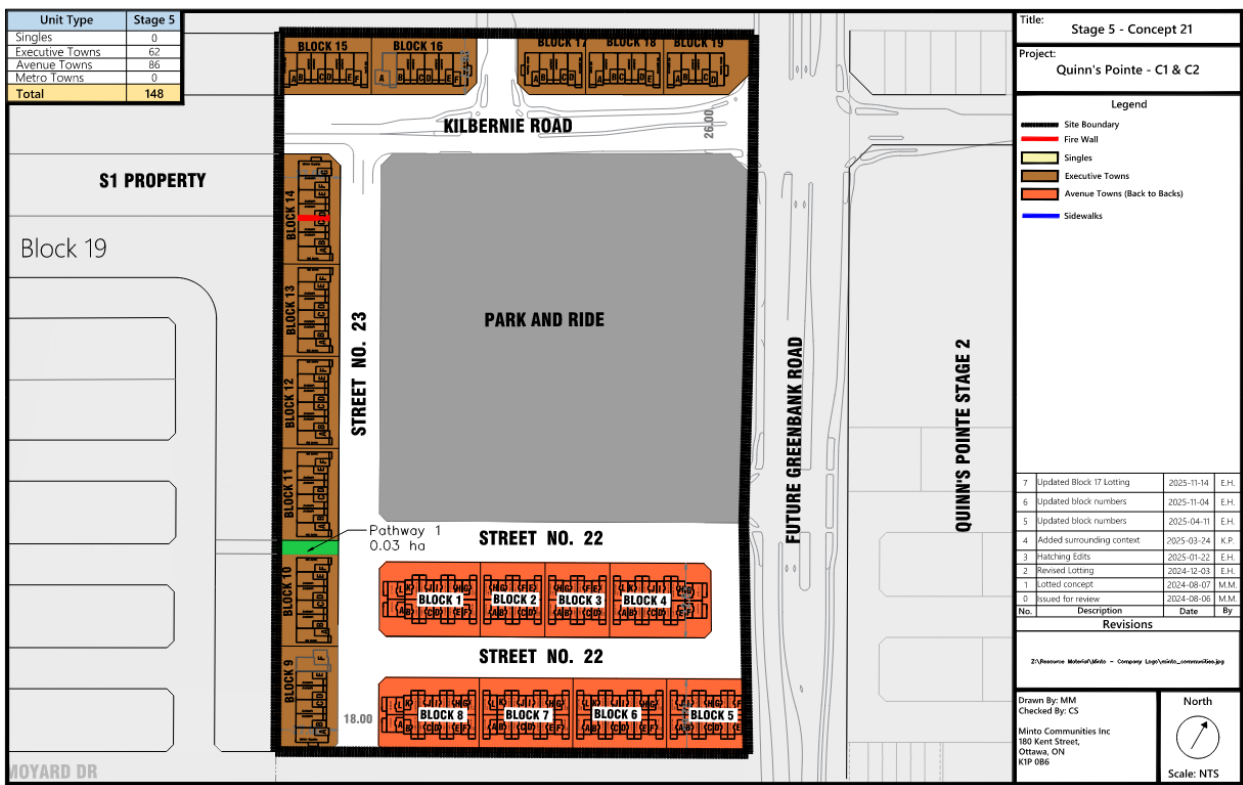 Unit Type Stage 5
Singles 0
Executive Towns 62
Avenue Towns 86
Metro Towns 0
Total 148
BLOCK 15
BLOCK 16
BLOCK 17
BLOCK 18
BLOCK 19
KILBERNIE ROAD
26.00
S1 PROPERTY
Block 19
BLOCK 14
BLOCK 13
BLOCK 12
BLOCK 11
BLOCK 10
BLOCK 9
STREET NO. 23
PARK AND RIDE
FUTURE GREENBANK ROAD
QUINN'S POINTE STAGE 2
Pathway 1
0.03 ha
STREET NO. 22
BLOCK 1
BLOCK 2
BLOCK 3
BLOCK 4
STREET NO. 22
BLOCK 8
BLOCK 7
BLOCK 6
BLOCK 5
18.00
MOYARD DR
Title:
Stage 5 - Concept 21
Project:
Quinn's Pointe - C1 & C2
Legend
Site Boundary
Fire Wall
Singles
Executive Towns
Avenue Towns (Back to Backs)
Sidewalks
7 Updated Block 17 Lotting 2025-11-14 E.H.
6 Updated block numbers 2025-11-04 E.H.
5 Updated block numbers 2025-04-11 E.H.
4 Added surrounding context 2025-03-24 K.P.
3 Hatching Edits 2025-01-22 E.H.
2 Revised Lotting 2024-12-03 E.H.
1 Lotted concept 2024-08-07 M.M.
0 Issued for review 2024-08-06 M.M.
No. Description Date By
Revisions
Z:\Resource Material\Minto - Company Logo\minto_communities.jpg
Drawn By: MM
Checked By: CS
Minto Communities Inc
180 Kent Street,
Ottawa, ON
K1P 0B6
North
Scale: NTS